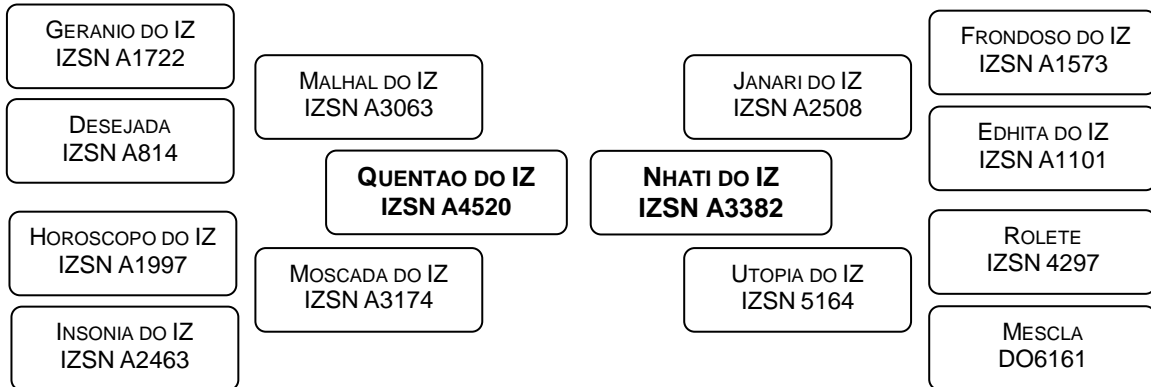 GERANIO DO IZ
IZSN A1722
DESEJADA
IZSN A814
HOROSCOPO DO IZ
IZSN A1997
INSONIA DO IZ
IZSN A2463
MALHAL DO IZ
IZSN A3063
MOSCADA DO IZ
IZSN A3174
QUENTAO DO IZ
IZSN A4520
NHATI DO IZ
IZSN A3382
JANARI DO IZ
IZSN A2508
UTOPIA DO IZ
IZSN 5164
FRONDOSO DO IZ
IZSN A1573
EDHITA DO IZ
IZSN A1101
ROLETE
IZSN 4297
MESCLA
DO6161